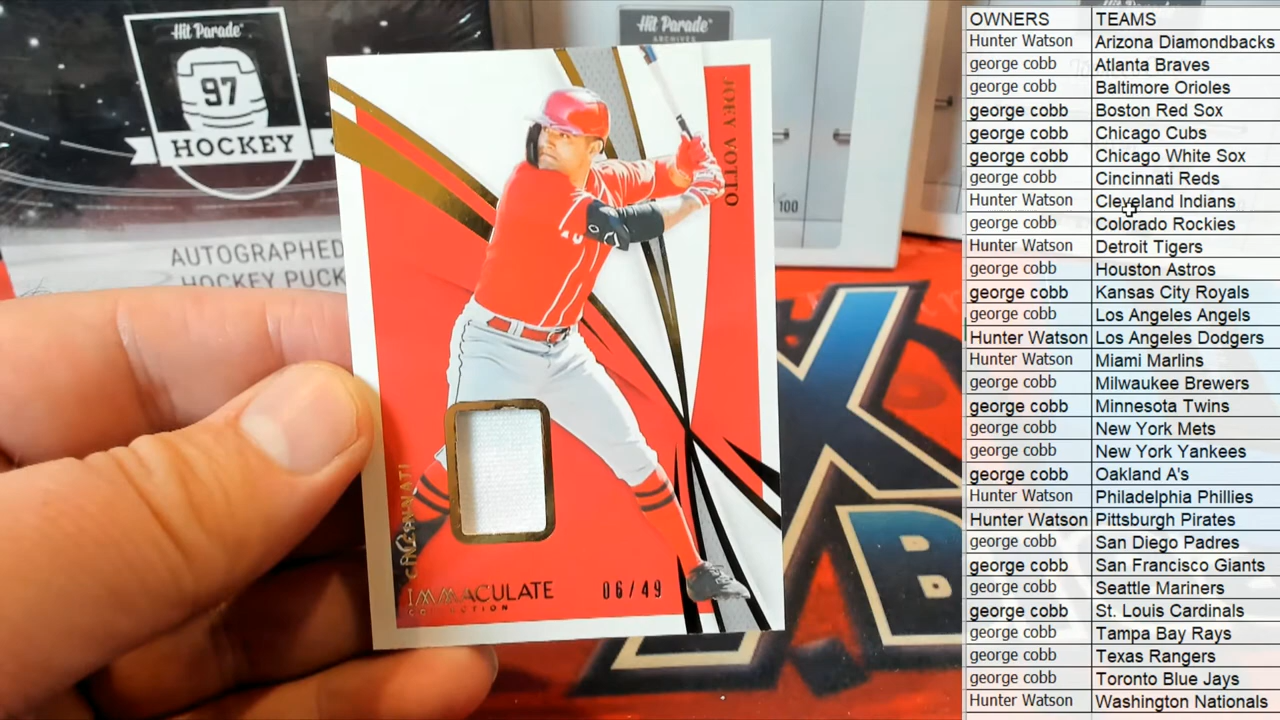 Hit Parade
97
HOCKEY
AUTOGRAPHED
HOCKEY PUCK
Hit Parade
ARCHIVES
100
JOEY VOTTO
CINCINNATI
IMMACULATE
COLLECTION
06/49
OWNERS TEAMS
Hunter Watson Arizona Diamondbacks
george cobb Atlanta Braves
george cobb Baltimore Orioles
george cobb Boston Red Sox
george cobb Chicago Cubs
george cobb Chicago White Sox
george cobb Cincinnati Reds
Hunter Watson Cleveland Indians
george cobb Colorado Rockies
Hunter Watson Detroit Tigers
george cobb Houston Astros
george cobb Kansas City Royals
george cobb Los Angeles Angels
Hunter Watson Los Angeles Dodgers
Hunter Watson Miami Marlins
george cobb Milwaukee Brewers
george cobb Minnesota Twins
george cobb New York Mets
george cobb New York Yankees
george cobb Oakland A's
Hunter Watson Philadelphia Phillies
Hunter Watson Pittsburgh Pirates
george cobb San Diego Padres
george cobb San Francisco Giants
george cobb Seattle Mariners
george cobb St. Louis Cardinals
george cobb Tampa Bay Rays
george cobb Texas Rangers
george cobb Toronto Blue Jays
Hunter Watson Washington Nationals